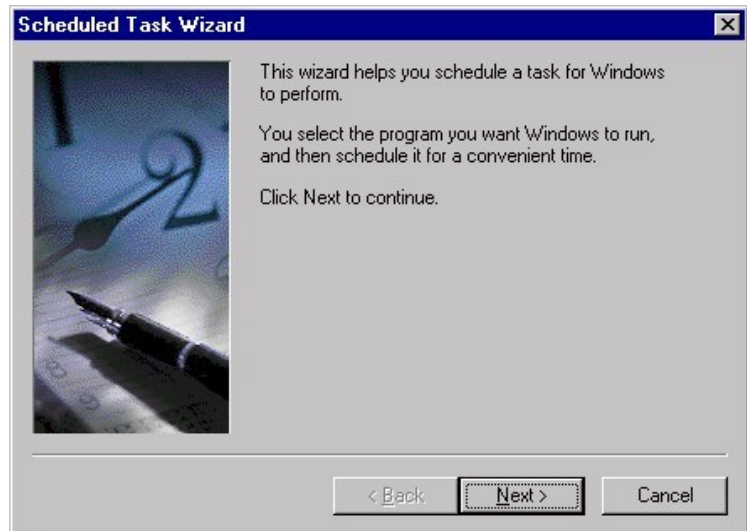 Scheduled Task Wizard
This wizard helps you schedule a task for Windows
to perform.
You select the program you want Windows to run,
and then schedule it for a convenient time.
Click Next to continue.
2
< Back
Next >
Cancel